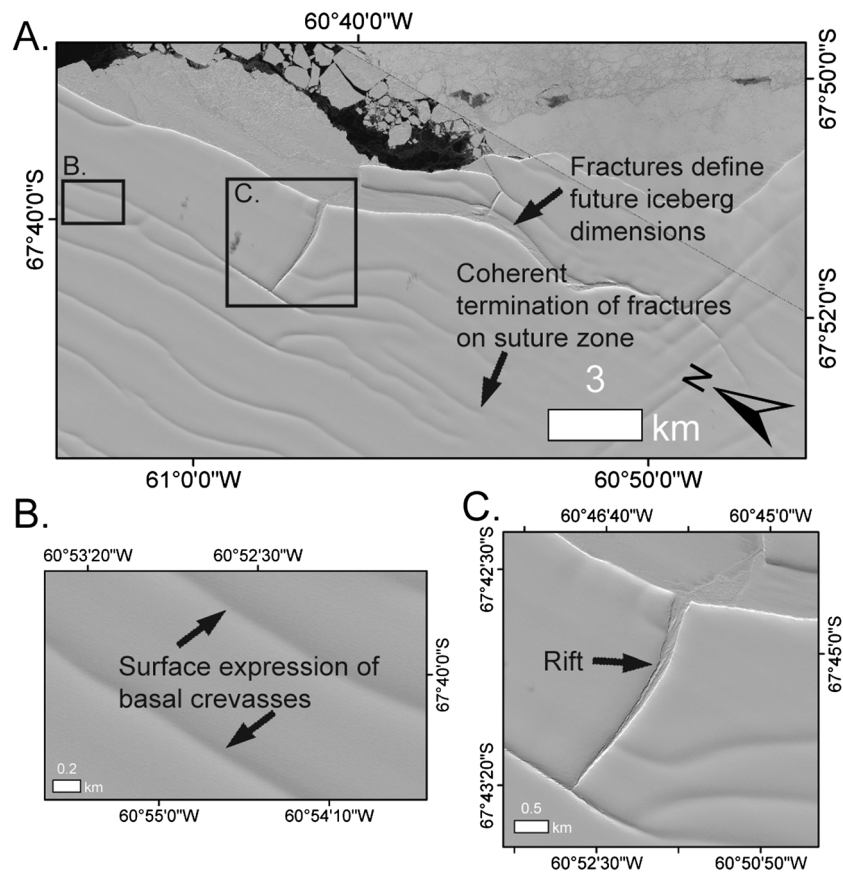 A.
60°40'0"W
67°50'0"S
B.
C.
Fractures define
future iceberg
dimensions
67°40'0"S
Coherent
termination of fractures
on suture zone
67°52'0"S
3
km
N
61°0'0"W
60°50'0"W
B.
60°53'20"W
60°52'30"W
Surface expression of
basal crevasses
67°40'0"S
0.2
km
60°55'0"W
60°54'10"W
C.
60°46'40"W
60°45'0"W
67°42'30"S
Rift
67°45'0"S
67°43'20"S
0.5
km
60°52'30"W
60°50'50"W